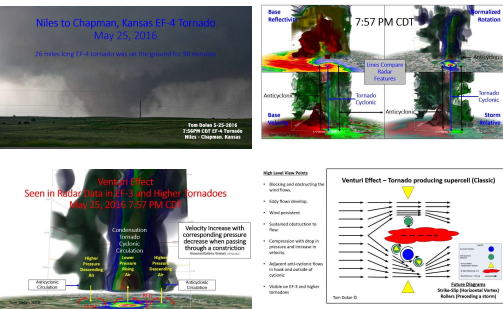 Niles to Chapman, Kansas EF-4 Tornado
May 25, 2016
26 miles long EF-4 tornado was on the ground for 90 minutes
Tom Dolan 5-25-2016
7:56PM CDT EF-4 Tornado
Niles - Chapman, Kansas
Base
Reflectivity
7:57 PM CDT
Normalized
Rotation
Lines Compare
Radar
Features
Anticyclonic
Anticyclonic
Tornado
Cyclonic
Anticyclonic
Tornado
Cyclonic
Base
Velocity
Storm
Relative
Venturi Effect
Seen in Radar Data in EF-3 and Higher Tornadoes
May 25, 2016 7:57 PM CDT
Condensation
Tornado
Cyclonic
Circulation
Velocity Increase with
corresponding pressure
decrease when passing
through a constriction
Higher
Pressure
Descending
Air
Lower
Pressure
Rising
Air
Higher
Pressure
Descending
Air
Anticyclonic
Circulation
Anticyclonic
Circulation
High Level View Points
• Blocking and obstructing the
wind flows.
• Eddy flows develop.
• Wind persistent
• Sustained obstruction to
flow.
• Compression with drop in
pressure and increase in
velocity.
• Adjacent anti-cyclonic flows
in hook and outside of
cyclonic
• Visible on EF-3 and higher
tornadoes
Venturi Effect – Tornado producing supercell (Classic)
Tom Dolan ©
Future Diagrams
Strike-Slip (Horizontal Vortex)
Rollers (Preceding a storm)